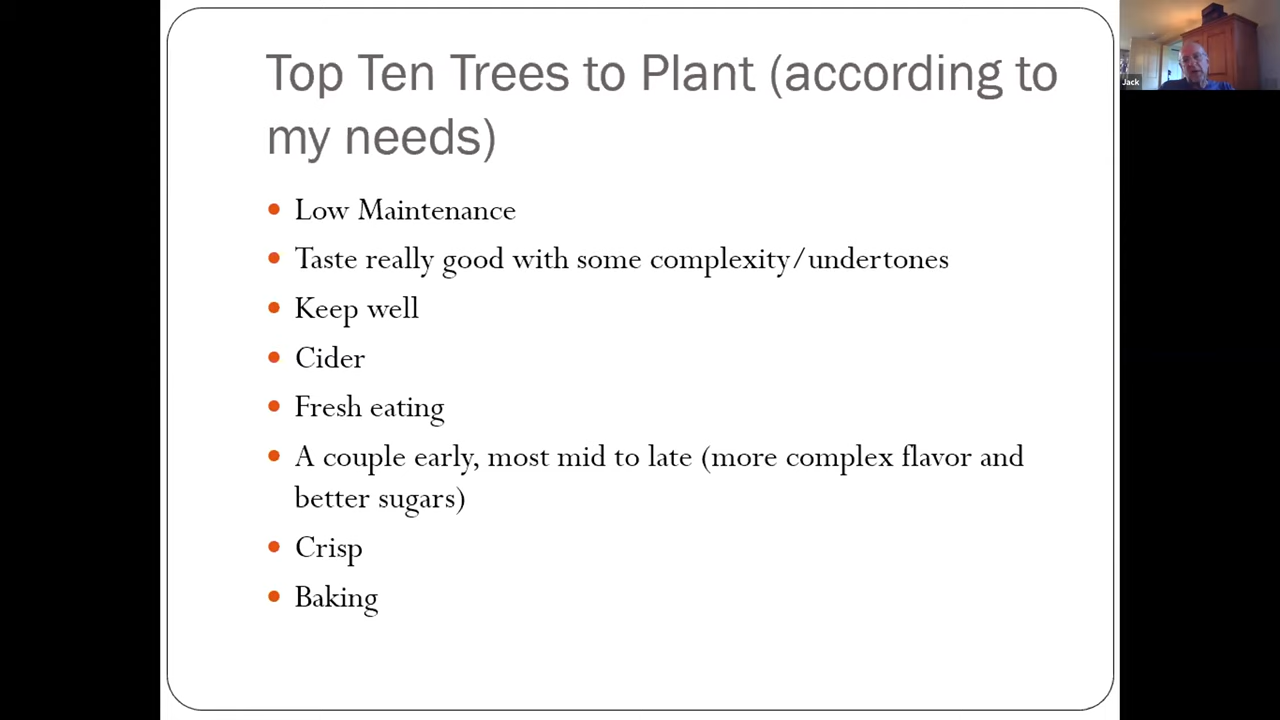 Top Ten Trees to Plant (according to
my needs)
Jack
• Low Maintenance
• Taste really good with some complexity/undertones
• Keep well
• Cider
• Fresh eating
• A couple early, most mid to late (more complex flavor and
better sugars)
• Crisp
• Baking